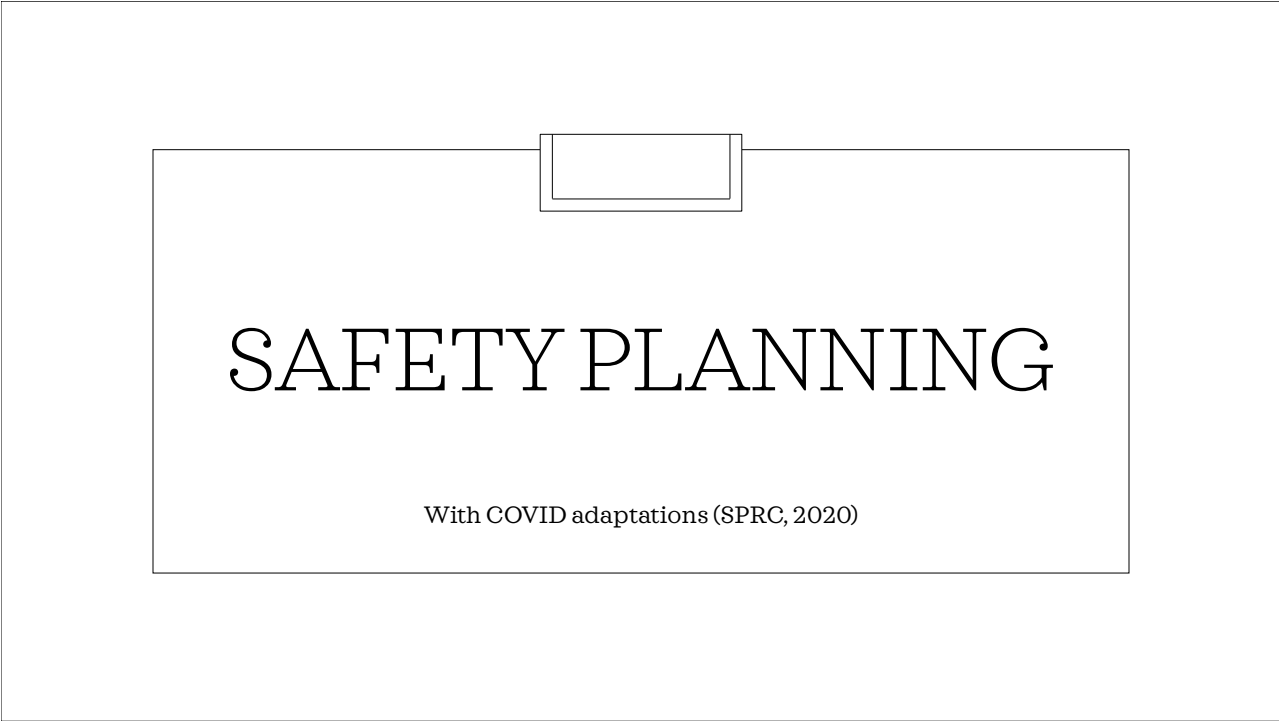 SAFETY PLANNING
With COVID adaptations (SPRC, 2020)